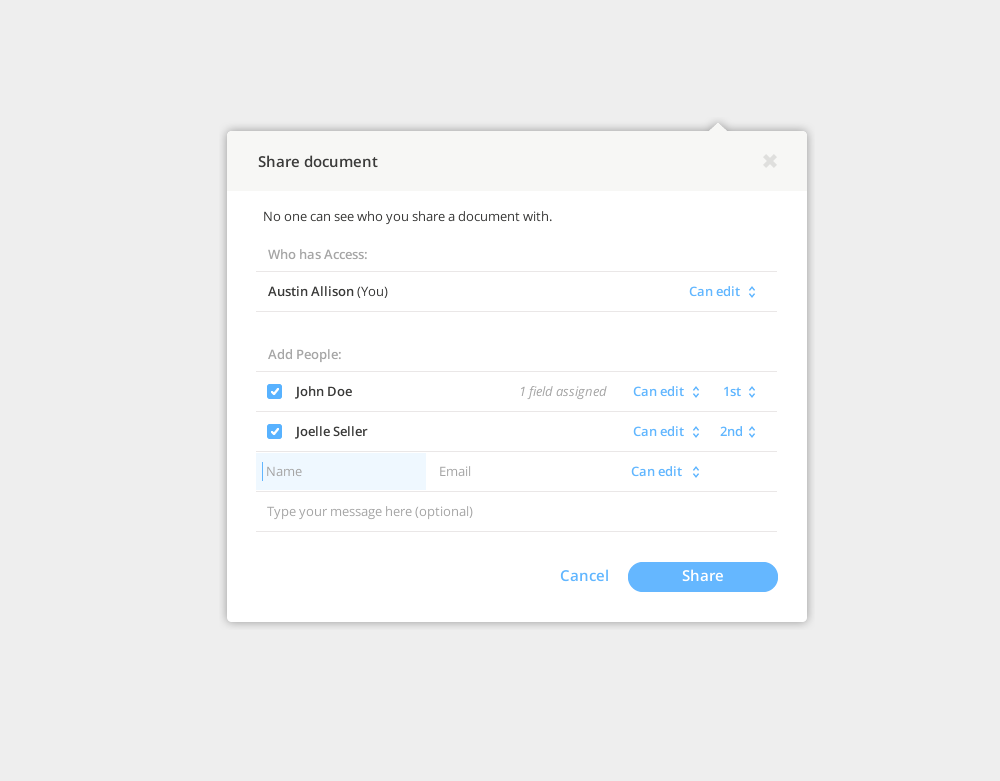 Share document
No one can see who you share a document with.
Who has Access:
Austin Allison (You) Can edit
Add People:
John Doe 1 field assigned Can edit 1st
Joelle Seller Can edit 2nd
Name Email Can edit
Type your message here (optional)
Cancel Share